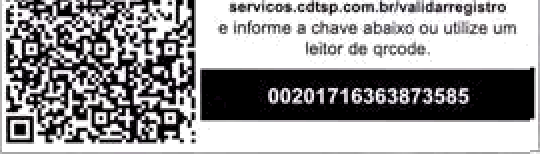 servicos.cdtsp.com.br/validarregistro
e informe a chave abaixo ou utilize um
leitor de qrcode.
00201716363873585